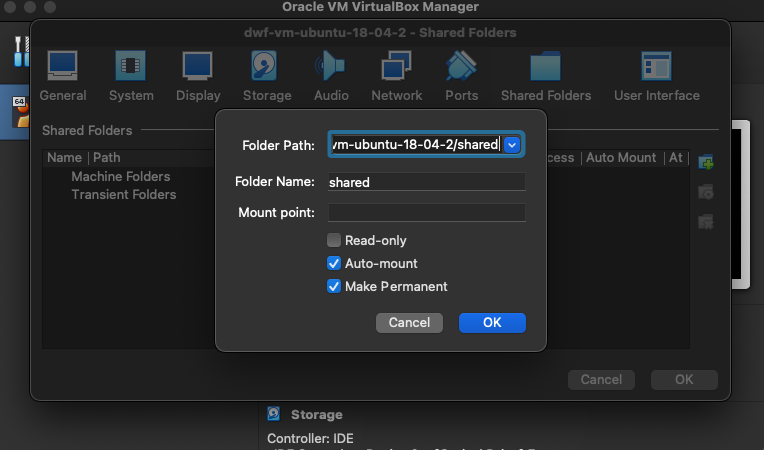 Oracle VM VirtualBox Manager
dwf-vm-ubuntu-18-04-2 - Shared Folders
General System Display Storage Audio Network Ports Shared Folders User Interface
64
Shared Folders
Name Path Auto Mount At
Machine Folders
Transient Folders
Folder Path: vm-ubuntu-18-04-2/shared
Folder Name: shared
Mount point:
Read-only
Auto-mount
Make Permanent
Cancel OK
Cancel OK
Storage
Controller: IDE